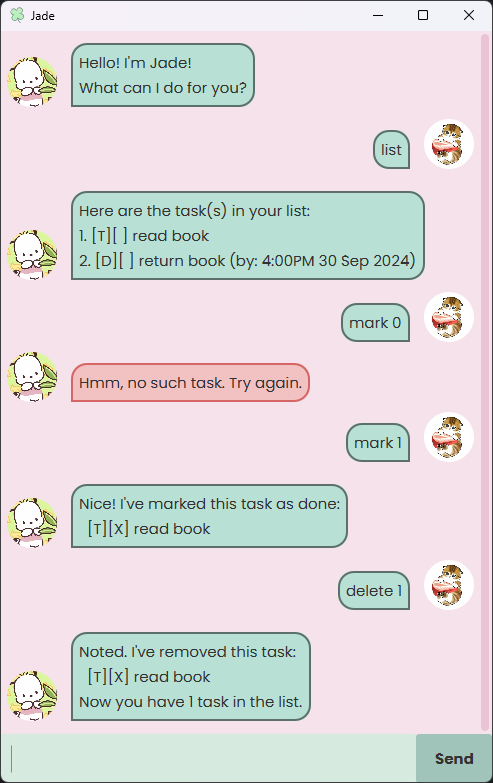 Jade
Hello! I'm Jade!
What can I do for you?
list
Here are the task(s) in your list:
1. [T][ ] read book
2. [D][ ] return book (by: 4:00PM 30 Sep 2024)
mark 0
Hmm, no such task. Try again.
mark 1
Nice! I've marked this task as done:
[T][X] read book
delete 1
Noted. I've removed this task:
[T][X] read book
Now you have 1 task in the list.
Send